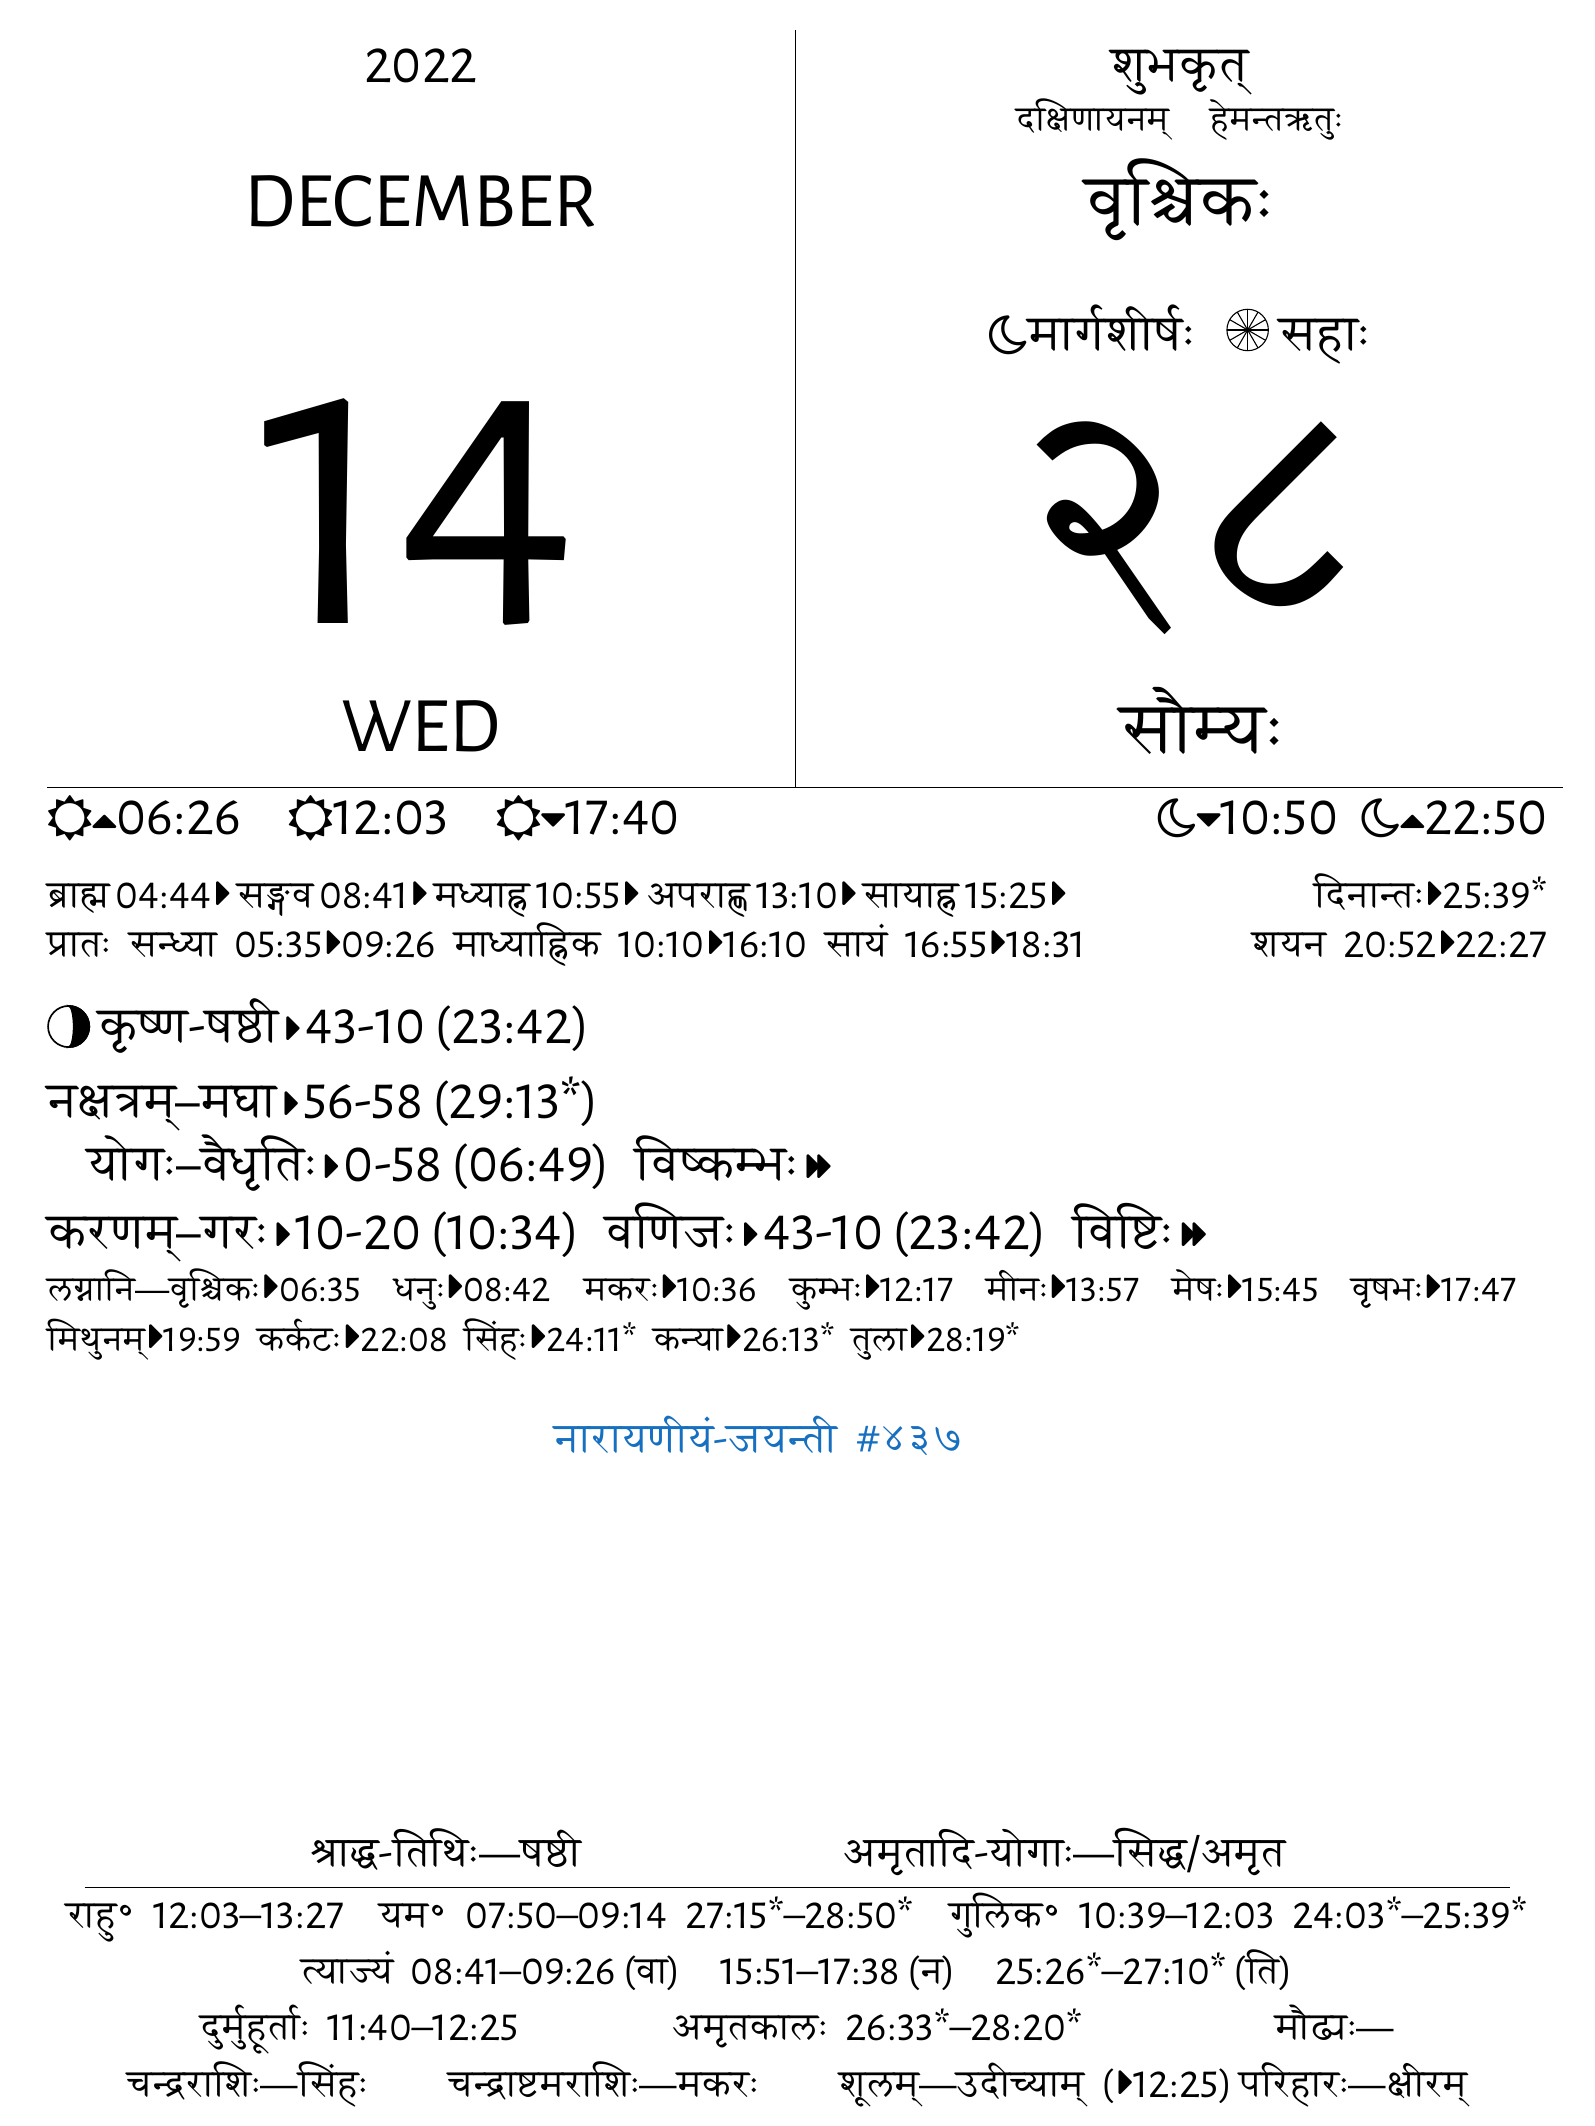 2022
DECEMBER
14
WED
शुभकृत्
दक्षिणायनम् हेमन्तऋतुः
वृश्चिकः
मार्गशीर्षः सहाः
२८
सौम्यः
06:26 12:03 17:40 10:50 22:50
ब्राह्म 04:44 सङ्गव 08:41 मध्याह्न 10:55 अपराह्ण 13:10 सायाह्न 15:25 दिनान्तः 25:39*
प्रातः सन्ध्या 05:35 09:26 माध्याह्निक 10:10 16:10 सायं 16:55 18:31 शयन 20:52 22:27
कृष्ण-षष्ठी 43-10 (23:42)
नक्षत्रम्–मघा 56-58 (29:13*)
योगः–वैधृतिः 0-58 (06:49) विष्कम्भः
करणम्–गरः 10-20 (10:34) वणिजः 43-10 (23:42) विष्टिः
लग्नानि—वृश्चिकः 06:35 धनुः 08:42 मकरः 10:36 कुम्भः 12:17 मीनः 13:57 मेषः 15:45 वृषभः 17:47
मिथुनम् 19:59 कर्कटः 22:08 सिंहः 24:11* कन्या 26:13* तुला 28:19*
नारायणीयं-जयन्ती #४३७
श्राद्ध-तिथिः—षष्ठी अमृतादि-योगाः—सिद्ध/अमृत
राहु॰ 12:03–13:27 यम॰ 07:50–09:14 27:15*–28:50* गुलिक॰ 10:39–12:03 24:03*–25:39*
त्याज्यं 08:41–09:26 (वा) 15:51–17:38 (न) 25:26*–27:10* (ति)
दुर्मुहूर्ताः 11:40–12:25 अमृतकालः 26:33*–28:20* मौढ्यः—
चन्द्रराशिः—सिंहः चन्द्राष्टमराशिः—मकरः शूलम्—उदीच्याम् (12:25) परिहारः—क्षीरम्